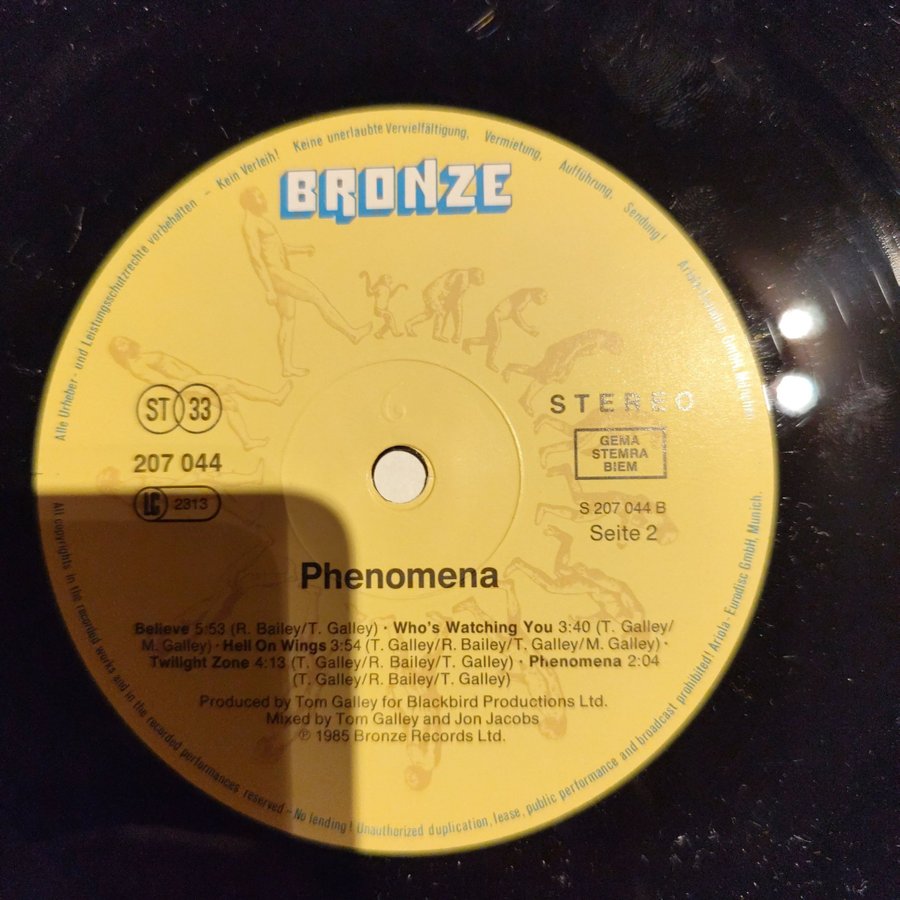 Alle Urheber- und Leistungsschutzrechte vorbehalten – Kein Verleih! Keine unerlaubte Vervielfältigung, Vermietung, Aufführung, Sendung!
BRONZE
ST 33
STEREO
207 044
GEMA
STEMRA
BIEM
LC 2313
S 207 044 B
Seite 2
Phenomena
Believe 5:53 (R. Bailey/T. Galley) · Who's Watching You 3:40 (T. Galley/
M. Galley) · Hell On Wings 3:54 (T. Galley/R. Bailey/T. Galley/M. Galley) ·
Twilight Zone 4:13 (T. Galley/R. Bailey/T. Galley) · Phenomena 2:04
(T. Galley/R. Bailey/T. Galley)
Produced by Tom Galley for Blackbird Productions Ltd.
Mixed by Tom Galley and Jon Jacobs
℗ 1985 Bronze Records Ltd.
All copyrights in the recorded works and in the recorded performances reserved – No lending! Unauthorized duplication, lease, public performance and broadcast prohibited! Ariola-Eurodisc GmbH, Munich.